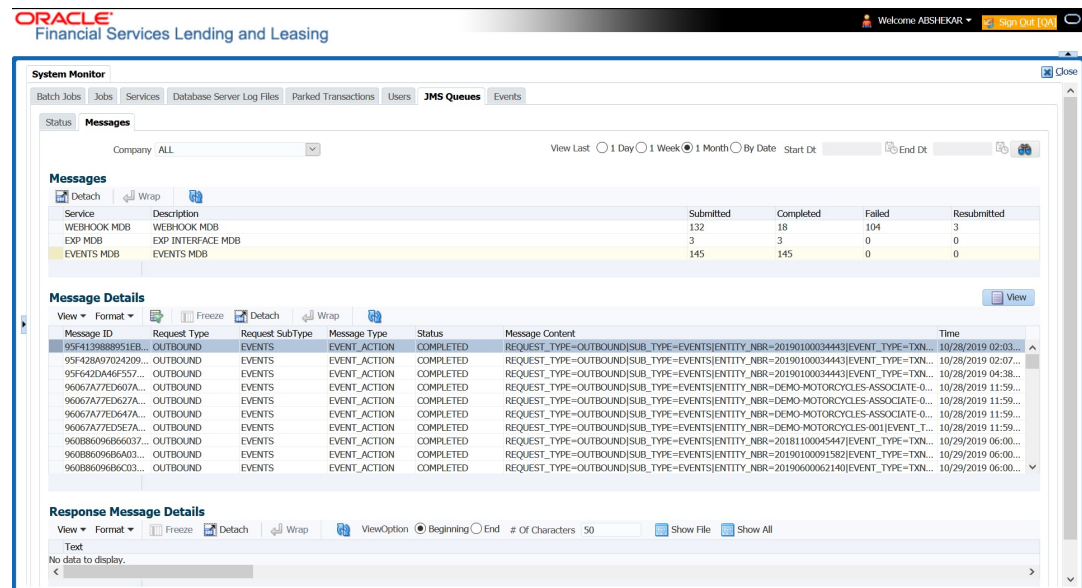 ORACLE
Financial Services Lending and Leasing
Welcome ABSHEKAR
Sign Out [QA]
System Monitor
Close
Batch Jobs Jobs Services Database Server Log Files Parked Transactions Users JMS Queues Events
Status Messages
Company ALL View Last 1 Day 1 Week 1 Month By Date Start Dt End Dt
Messages
Detach Wrap
Service Description Submitted Completed Failed Resubmitted
WEBHOOK MDB WEBHOOK MDB 132 18 104 3
EXP MDB EXP INTERFACE MDB 3 3 0 0
EVENTS MDB EVENTS MDB 145 145 0 0
Message Details
View
View Format Freeze Detach Wrap
Message ID Request Type Request SubType Message Type Status Message Content Time
95F4139888951EB... OUTBOUND EVENTS EVENT_ACTION COMPLETED REQUEST_TYPE=OUTBOUND|SUB_TYPE=EVENTS|ENTITY_NBR=20190100034443|EVENT_TYPE=TXN... 10/28/2019 02:03...
95F428A97024209... OUTBOUND EVENTS EVENT_ACTION COMPLETED REQUEST_TYPE=OUTBOUND|SUB_TYPE=EVENTS|ENTITY_NBR=20190100034443|EVENT_TYPE=TXN... 10/28/2019 02:07...
95F642DA46F557... OUTBOUND EVENTS EVENT_ACTION COMPLETED REQUEST_TYPE=OUTBOUND|SUB_TYPE=EVENTS|ENTITY_NBR=20190100034443|EVENT_TYPE=TXN... 10/28/2019 04:38...
96067A77ED607A... OUTBOUND EVENTS EVENT_ACTION COMPLETED REQUEST_TYPE=OUTBOUND|SUB_TYPE=EVENTS|ENTITY_NBR=DEMO-MOTORCYCLES-ASSOCIATE-0... 10/28/2019 11:59...
96067A77ED627A... OUTBOUND EVENTS EVENT_ACTION COMPLETED REQUEST_TYPE=OUTBOUND|SUB_TYPE=EVENTS|ENTITY_NBR=DEMO-MOTORCYCLES-ASSOCIATE-0... 10/28/2019 11:59...
96067A77ED647A... OUTBOUND EVENTS EVENT_ACTION COMPLETED REQUEST_TYPE=OUTBOUND|SUB_TYPE=EVENTS|ENTITY_NBR=DEMO-MOTORCYCLES-ASSOCIATE-0... 10/28/2019 11:59...
96067A77ED5E7A... OUTBOUND EVENTS EVENT_ACTION COMPLETED REQUEST_TYPE=OUTBOUND|SUB_TYPE=EVENTS|ENTITY_NBR=DEMO-MOTORCYCLES-001|EVENT_T... 10/28/2019 11:59...
960B86096B66037... OUTBOUND EVENTS EVENT_ACTION COMPLETED REQUEST_TYPE=OUTBOUND|SUB_TYPE=EVENTS|ENTITY_NBR=20181100045447|EVENT_TYPE=TXN... 10/29/2019 06:00...
960B86096B6A03... OUTBOUND EVENTS EVENT_ACTION COMPLETED REQUEST_TYPE=OUTBOUND|SUB_TYPE=EVENTS|ENTITY_NBR=20190100091582|EVENT_TYPE=TXN... 10/29/2019 06:00...
960B86096B6C03... OUTBOUND EVENTS EVENT_ACTION COMPLETED REQUEST_TYPE=OUTBOUND|SUB_TYPE=EVENTS|ENTITY_NBR=20190600062140|EVENT_TYPE=TXN... 10/29/2019 06:00...
Response Message Details
View Format Freeze Detach Wrap ViewOption Beginning End # Of Characters 50 Show File Show All
Text
No data to display.